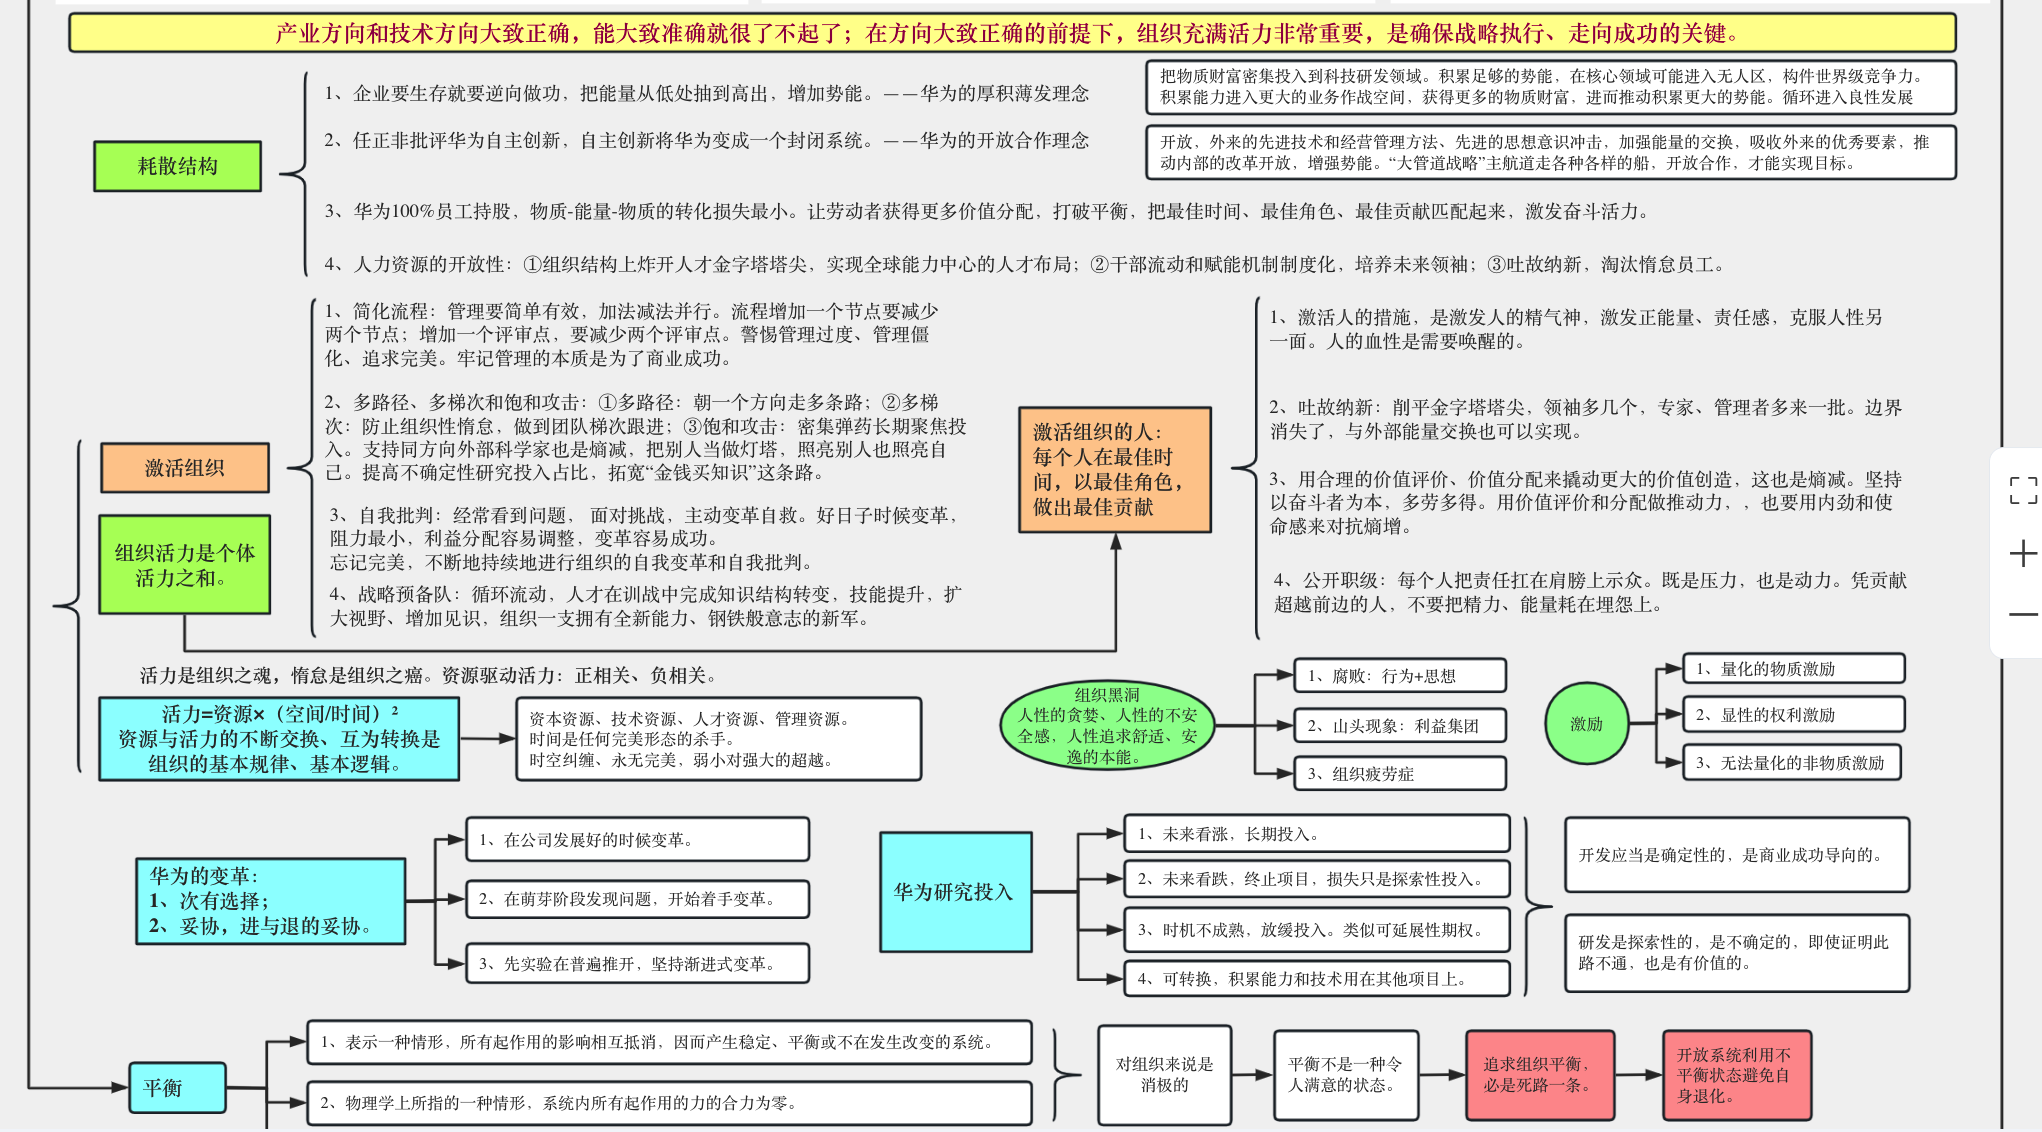 产业方向和技术方向大致正确，能大致准确就很了不起了；在方向大致正确的前提下，组织充满活力非常重要，是确保战略执行、走向成功的关键。
耗散结构
1、企业要生存就要逆向做功，把能量从低处抽到高出，增加势能。——华为的厚积薄发理念
把物质财富密集投入到科技研发领域。积累足够的势能，在核心领域可能进入无人区，构件世界级竞争力。
积累能力进入更大的业务作战空间，获得更多的物质财富，进而推动积累更大的势能。循环进入良性发展
2、任正非批评华为自主创新，自主创新将华为变成一个封闭系统。——华为的开放合作理念
开放，外来的先进技术和经营管理方法、先进的思想意识冲击，加强能量的交换，吸收外来的优秀要素，推
动内部的改革开放，增强势能。“大管道战略”主航道走各种各样的船，开放合作，才能实现目标。
3、华为100%员工持股，物质-能量-物质的转化损失最小。让劳动者获得更多价值分配，打破平衡，把最佳时间、最佳角色、最佳贡献匹配起来，激发奋斗活力。
4、人力资源的开放性：①组织结构上炸开人才金字塔塔尖，实现全球能力中心的人才布局；②干部流动和赋能机制制度化，培养未来领袖；③吐故纳新，淘汰惰怠员工。
激活组织
组织活力是个体
活力之和。
1、简化流程：管理要简单有效，加法减法并行。流程增加一个节点要减少
两个节点；增加一个评审点，要减少两个评审点。警惕管理过度、管理僵
化、追求完美。牢记管理的本质是为了商业成功。
2、多路径、多梯次和饱和攻击：①多路径：朝一个方向走多条路；②多梯
次：防止组织性惰怠，做到团队梯次跟进；③饱和攻击：密集弹药长期聚焦投
入。支持同方向外部科学家也是熵减，把别人当做灯塔，照亮别人也照亮自
己。提高不确定性研究投入占比，拓宽“金钱买知识”这条路。
3、自我批判：经常看到问题， 面对挑战，主动变革自救。好日子时候变革，
阻力最小，利益分配容易调整，变革容易成功。
忘记完美，不断地持续地进行组织的自我变革和自我批判。
4、战略预备队：循环流动，人才在训战中完成知识结构转变，技能提升，扩
大视野、增加见识，组织一支拥有全新能力、钢铁般意志的新军。
激活组织的人：
每个人在最佳时
间，以最佳角色，
做出最佳贡献
1、激活人的措施，是激发人的精气神，激发正能量、责任感，克服人性另
一面。人的血性是需要唤醒的。
2、吐故纳新：削平金字塔塔尖，领袖多几个，专家、管理者多来一批。边界
消失了，与外部能量交换也可以实现。
3、用合理的价值评价、价值分配来撬动更大的价值创造，这也是熵减。坚持
以奋斗者为本，多劳多得。用价值评价和分配做推动力，，也要用内劲和使
命感来对抗熵增。
4、公开职级：每个人把责任扛在肩膀上示众。既是压力，也是动力。凭贡献
超越前边的人，不要把精力、能量耗在埋怨上。
活力是组织之魂，惰怠是组织之癌。资源驱动活力：正相关、负相关。
活力=资源×（空间/时间）²
资源与活力的不断交换、互为转换是
组织的基本规律、基本逻辑。
资本资源、技术资源、人才资源、管理资源。
时间是任何完美形态的杀手。
时空纠缠、永无完美，弱小对强大的超越。
组织黑洞
人性的贪婪、人性的不安
全感，人性追求舒适、安
逸的本能。
1、腐败：行为+思想
2、山头现象：利益集团
3、组织疲劳症
激励
1、量化的物质激励
2、显性的权利激励
3、无法量化的非物质激励
华为的变革：
1、次有选择；
2、妥协，进与退的妥协。
1、在公司发展好的时候变革。
2、在萌芽阶段发现问题，开始着手变革。
3、先实验在普遍推开，坚持渐进式变革。
华为研究投入
1、未来看涨，长期投入。
2、未来看跌，终止项目，损失只是探索性投入。
3、时机不成熟，放缓投入。类似可延展性期权。
4、可转换，积累能力和技术用在其他项目上。
开发应当是确定性的，是商业成功导向的。
研发是探索性的，是不确定的，即使证明此
路不通，也是有价值的。
平衡
1、表示一种情形，所有起作用的影响相互抵消，因而产生稳定、平衡或不在发生改变的系统。
2、物理学上所指的一种情形，系统内所有起作用的力的合力为零。
对组织来说是
消极的
平衡不是一种令
人满意的状态。
追求组织平衡，
必是死路一条。
开放系统利用不
平衡状态避免自
身退化。